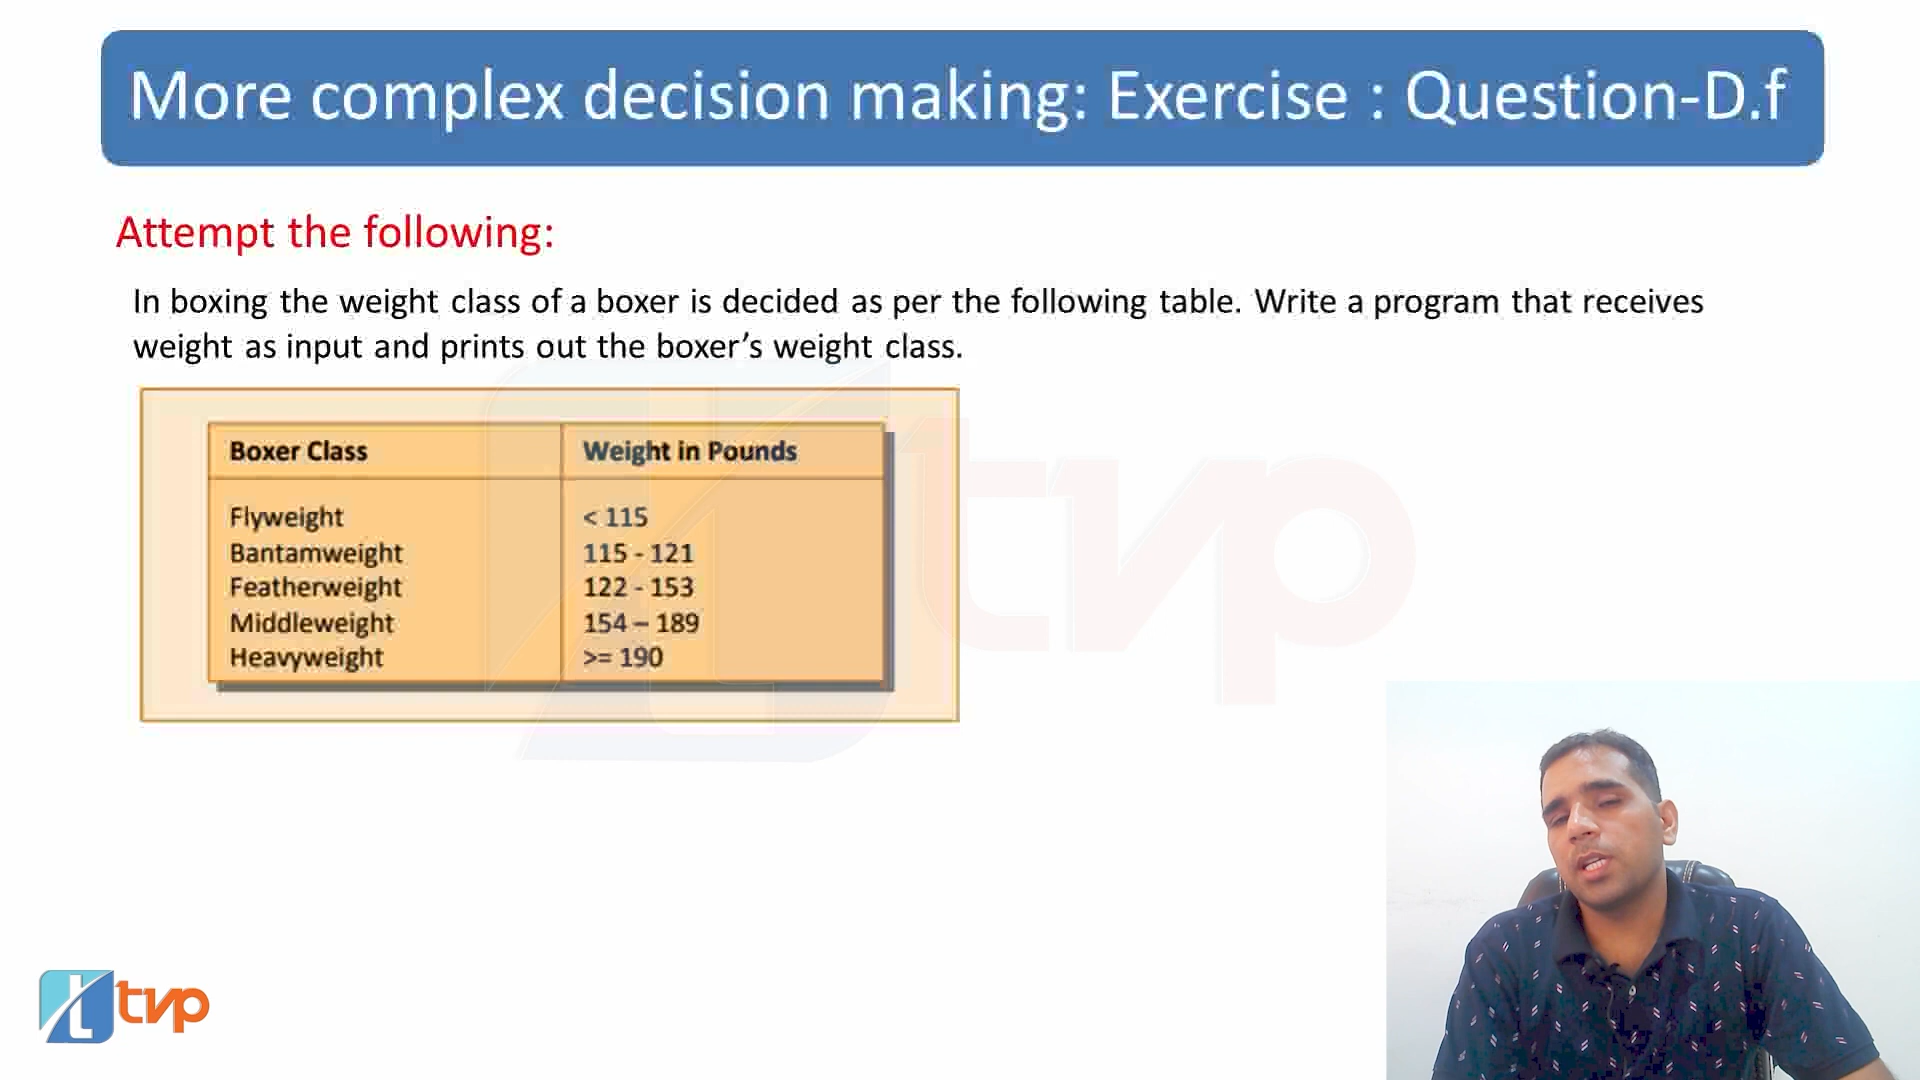 More complex decision making: Exercise : Question-D.f
Attempt the following:
In boxing the weight class of a boxer is decided as per the following table. Write a program that receives
weight as input and prints out the boxer’s weight class.
Boxer Class Weight in Pounds
Flyweight < 115
Bantamweight 115 - 121
Featherweight 122 - 153
Middleweight 154 – 189
Heavyweight >= 190
tvp
t tvp